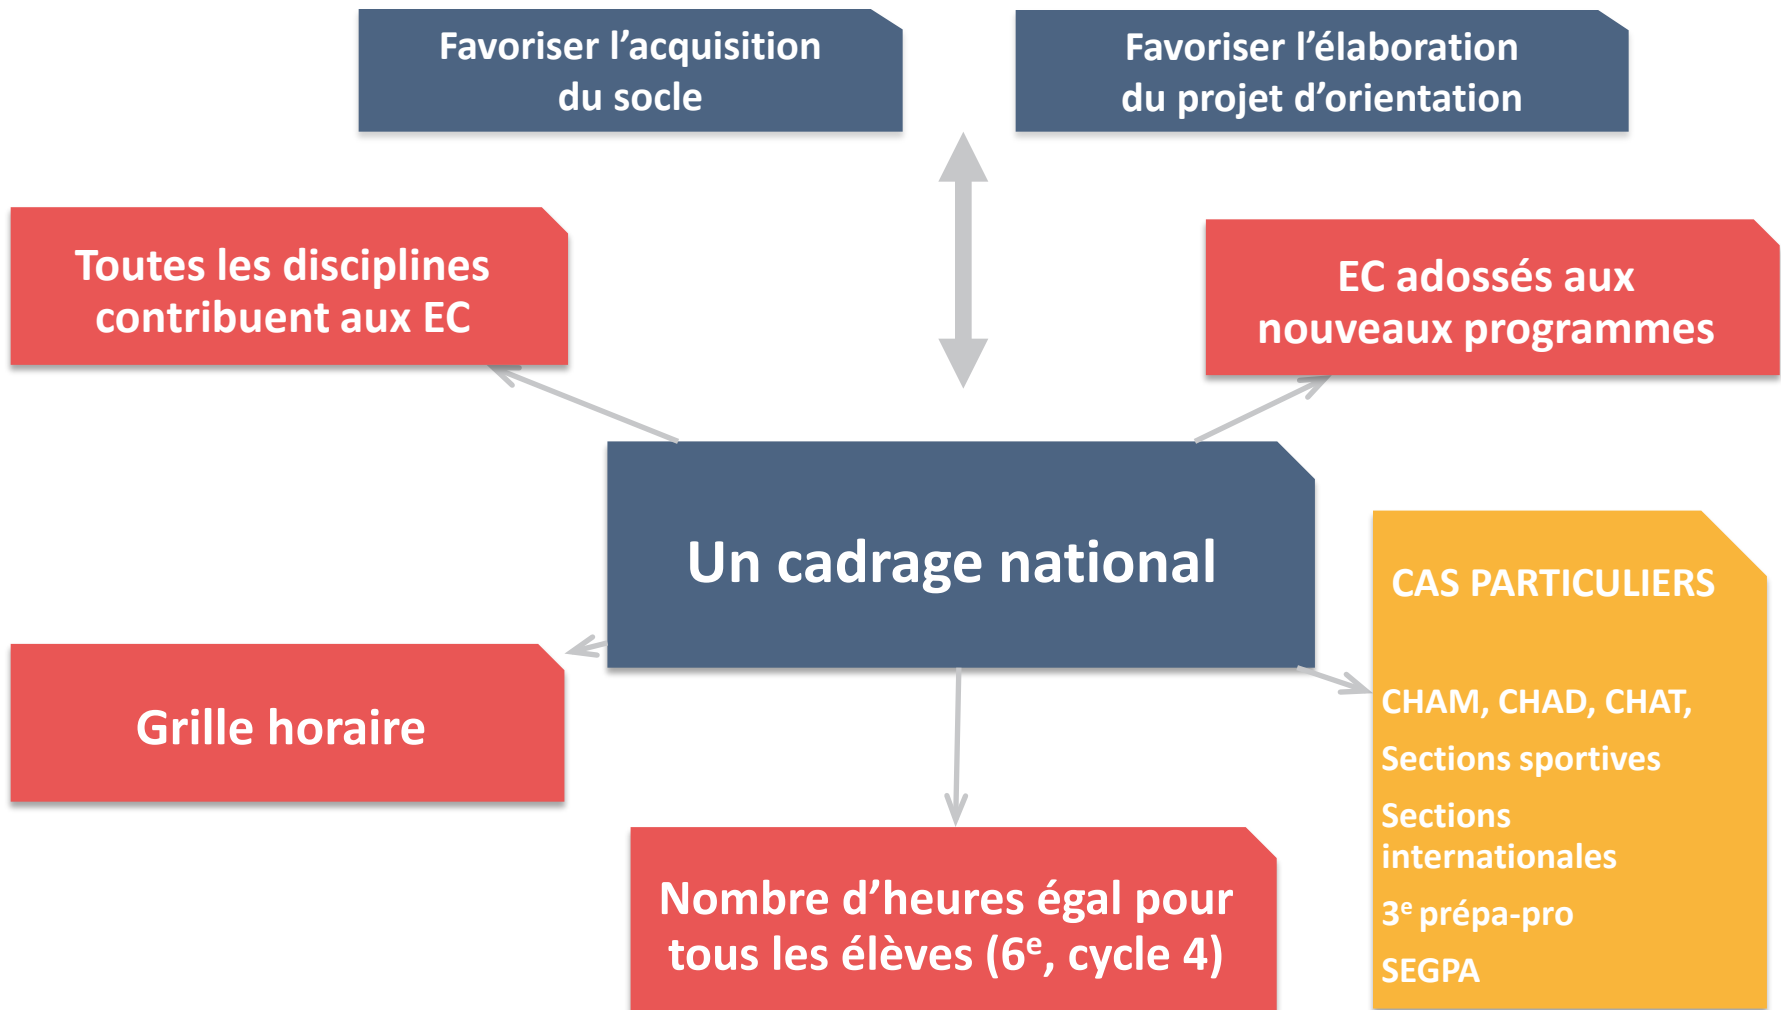 Favoriser l’acquisition
du socle
Favoriser l’élaboration
du projet d’orientation
Toutes les disciplines
contribuent aux EC
EC adossés aux
nouveaux programmes
Un cadrage national
CAS PARTICULIERS
CHAM, CHAD, CHAT,
Sections sportives
Sections
internationales
3e prépa-pro
SEGPA
Grille horaire
Nombre d’heures égal pour
tous les élèves (6e, cycle 4)